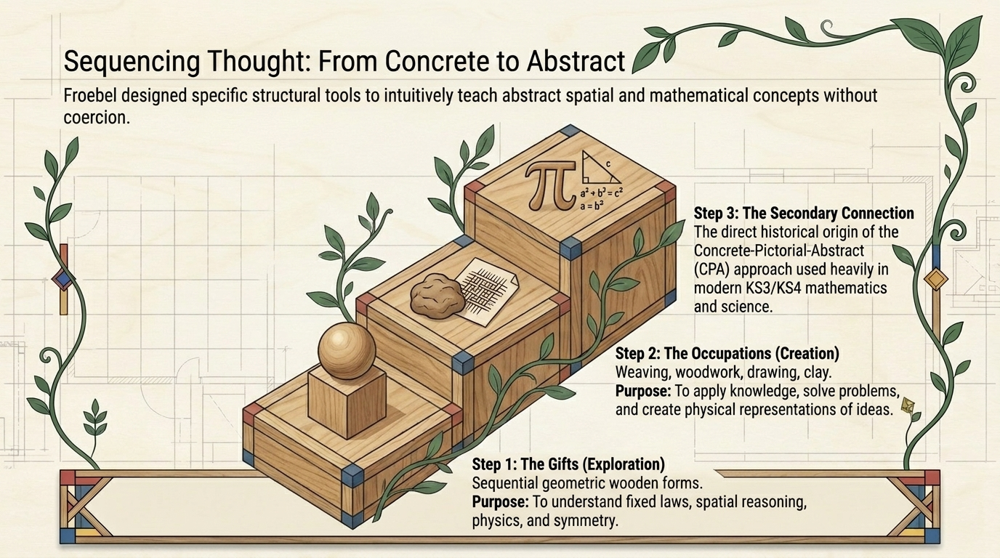 Sequencing Thought: From Concrete to Abstract
Froebel designed specific structural tools to intuitively teach abstract spatial and mathematical concepts without
coercion.
π
c
a² + b² = c²
a = b²
Step 3: The Secondary Connection
The direct historical origin of the
Concrete-Pictorial-Abstract
(CPA) approach used heavily in
modern KS3/KS4 mathematics
and science.
Step 2: The Occupations (Creation)
Weaving, woodwork, drawing, clay.
Purpose: To apply knowledge, solve problems,
and create physical representations of ideas.
Step 1: The Gifts (Exploration)
Sequential geometric wooden forms.
Purpose: To understand fixed laws, spatial reasoning,
physics, and symmetry.